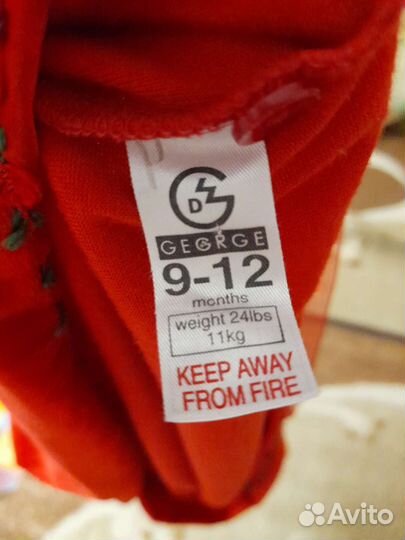 GEORGE
9-12
months
weight 24lbs
11kg
KEEP AWAY
FROM FIRE
Avito